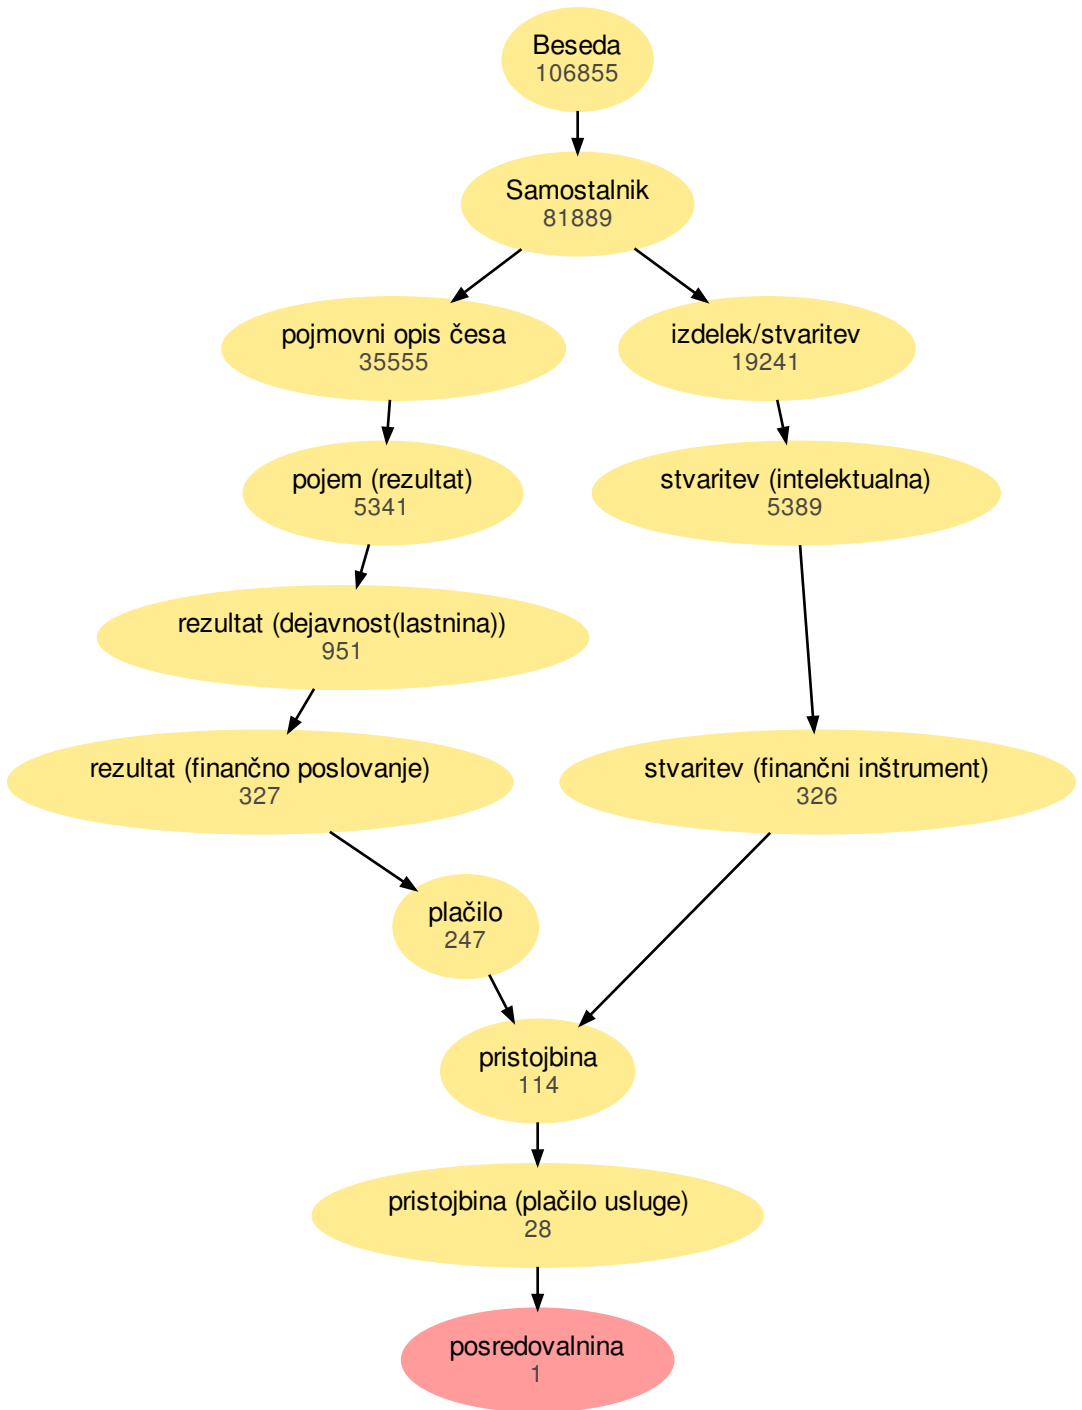 Beseda
106855
Samostalnik
81889
pojmovni opis česa
35555
izdelek/stvaritev
19241
pojem (rezultat)
5341
stvaritev (intelektualna)
5389
rezultat (dejavnost(lastnina))
951
rezultat (finančno poslovanje)
327
stvaritev (finančni inštrument)
326
plačilo
247
pristojbina
114
pristojbina (plačilo usluge)
28
posredovalnina
1